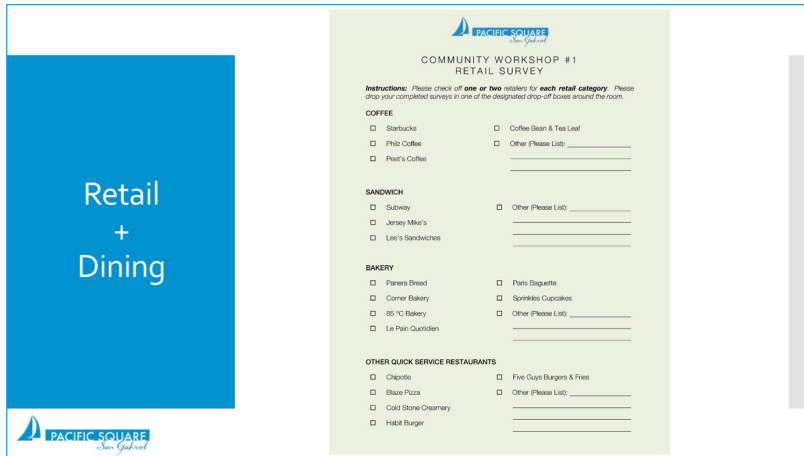 Retail
+
Dining
PACIFIC SQUARE
San Gabriel
PACIFIC SQUARE
San Gabriel
COMMUNITY WORKSHOP #1
RETAIL SURVEY
Instructions: Please check off one or two retailers for each retail category. Please
drop your completed surveys in one of the designated drop-off boxes around the room.
COFFEE
Starbucks
Philz Coffee
Peet's Coffee
Coffee Bean & Tea Leaf
Other (Please List):
SANDWICH
Subway
Jersey Mike's
Lee's Sandwiches
Other (Please List):
BAKERY
Panera Bread
Corner Bakery
85 °C Bakery
Le Pain Quotidien
Paris Baguette
Sprinkles Cupcakes
Other (Please List):
OTHER QUICK SERVICE RESTAURANTS
Chipotle
Blaze Pizza
Cold Stone Creamery
Habit Burger
Five Guys Burgers & Fries
Other (Please List):